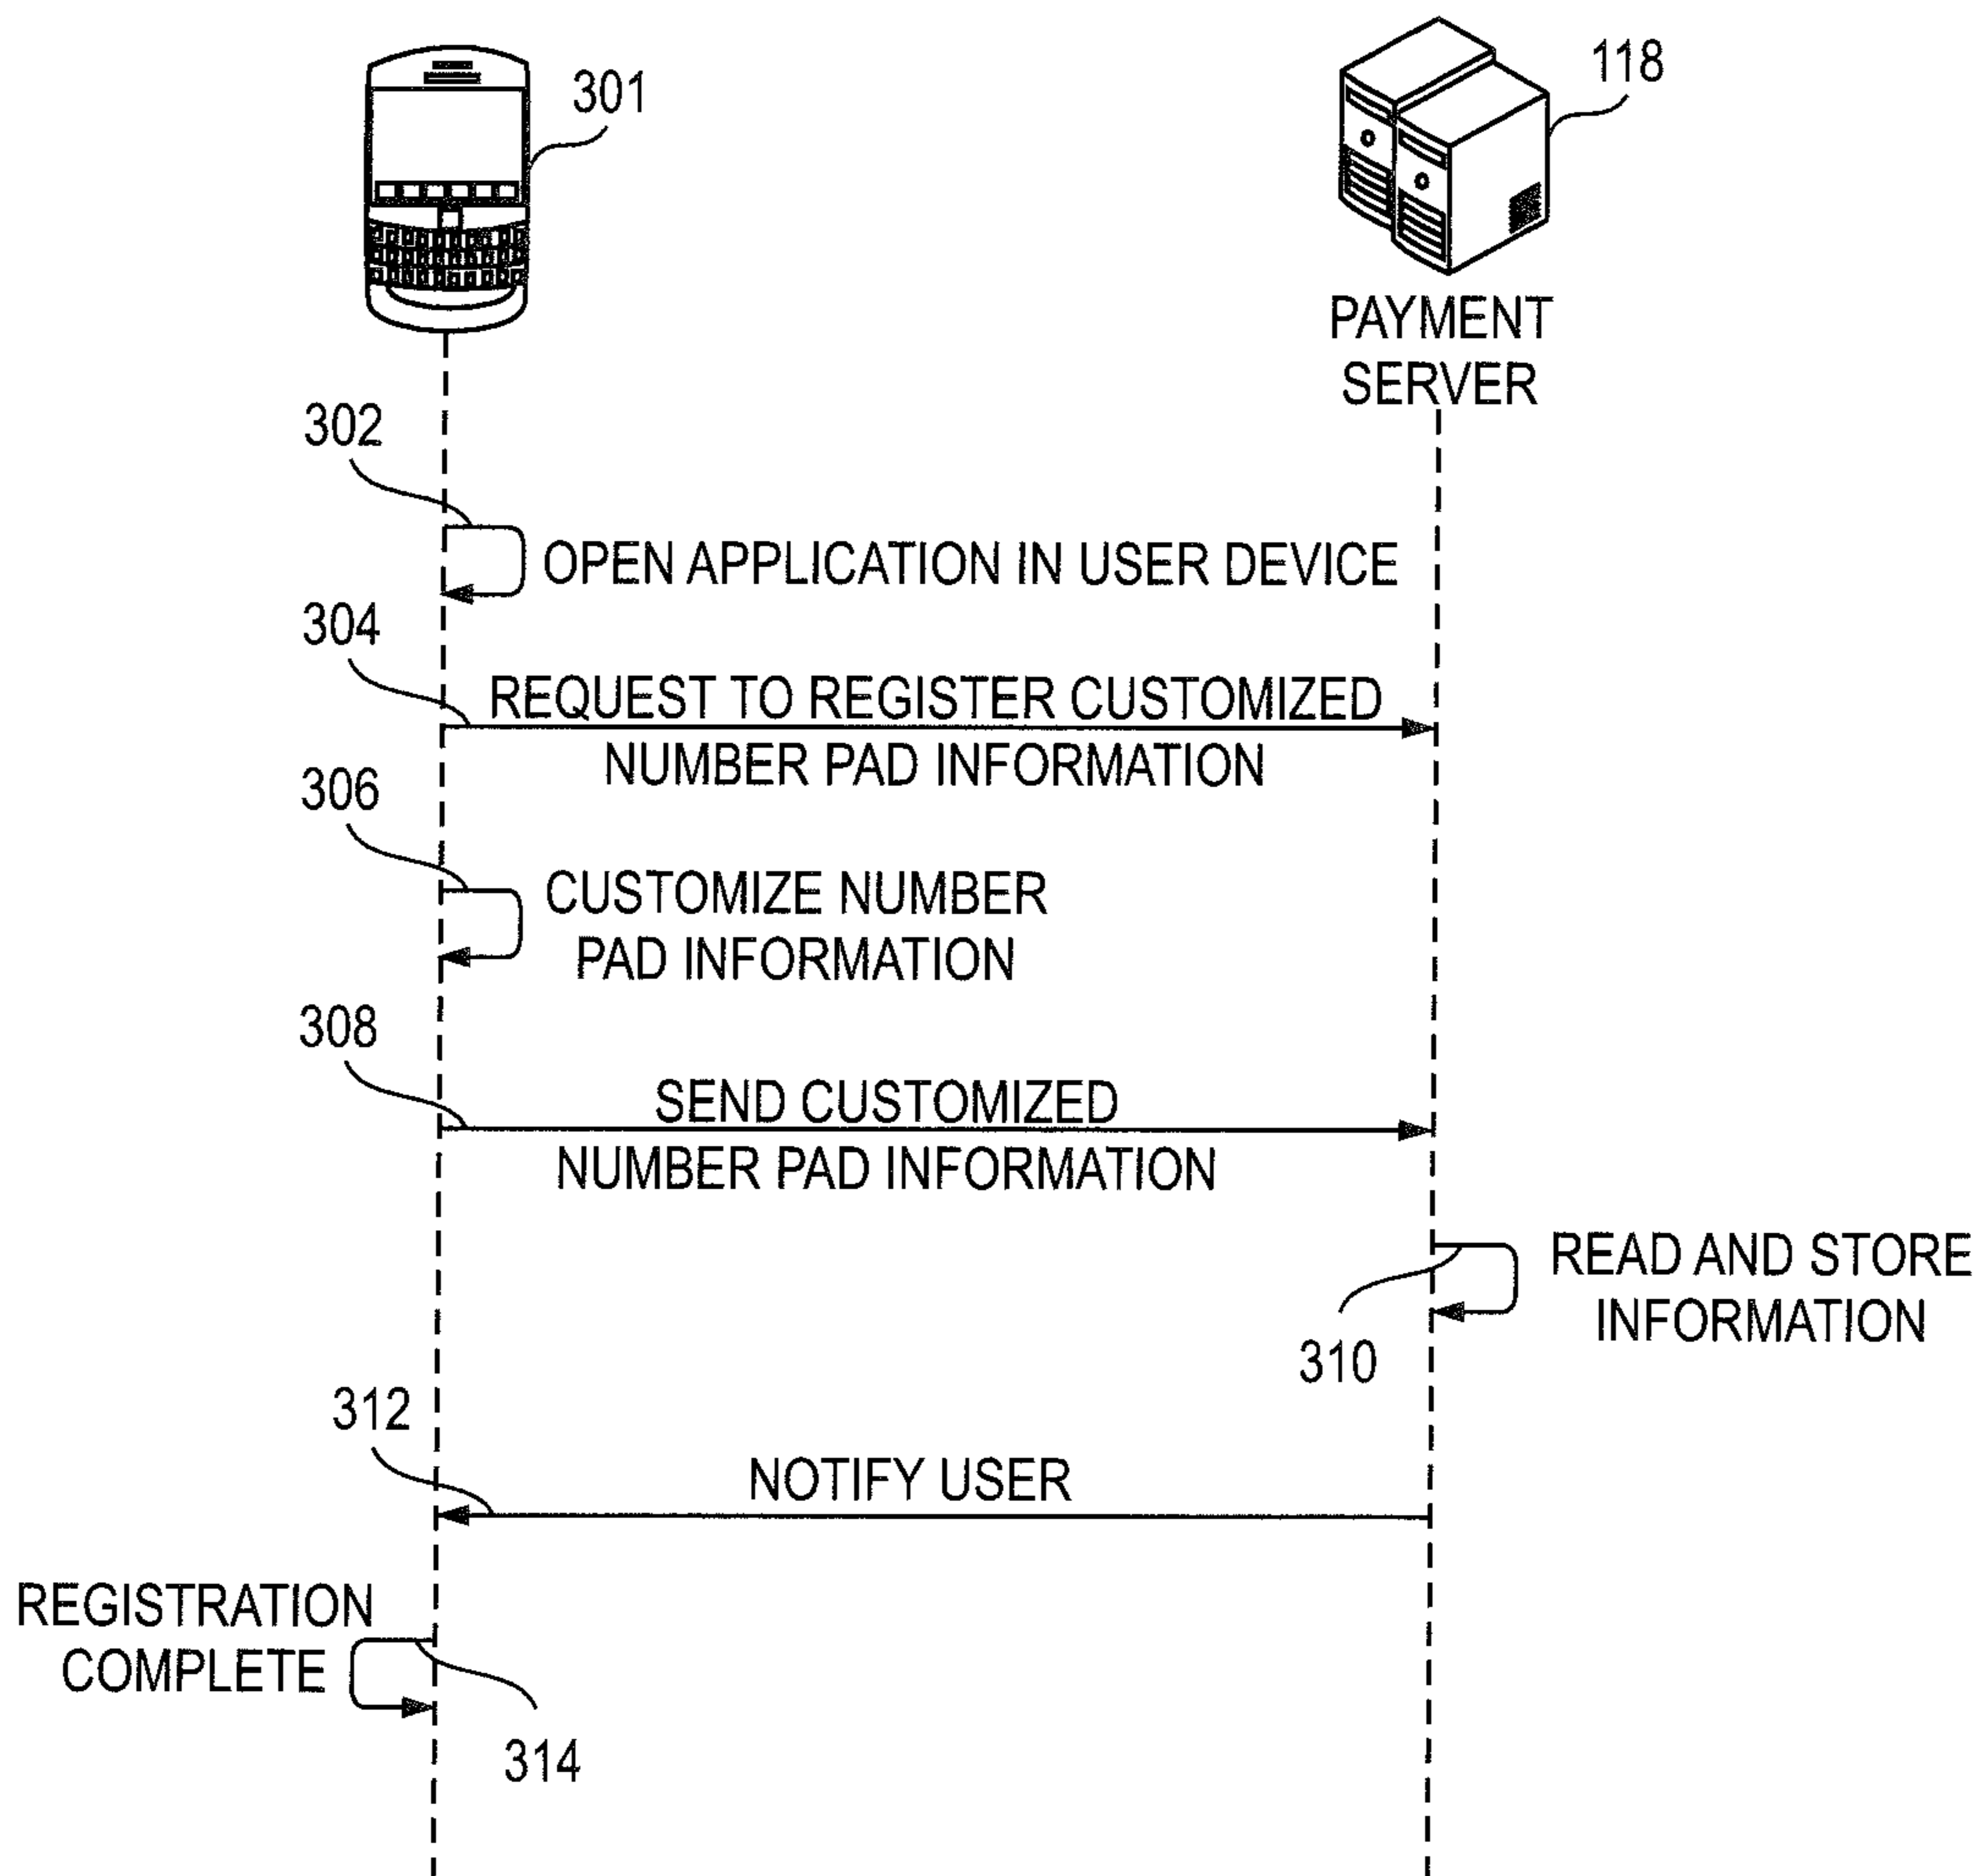 301
118
PAYMENT
SERVER
302
OPEN APPLICATION IN USER DEVICE
304
REQUEST TO REGISTER CUSTOMIZED
NUMBER PAD INFORMATION
306
CUSTOMIZE NUMBER
PAD INFORMATION
308
SEND CUSTOMIZED
NUMBER PAD INFORMATION
READ AND STORE
INFORMATION
310
312
NOTIFY USER
REGISTRATION
COMPLETE
314